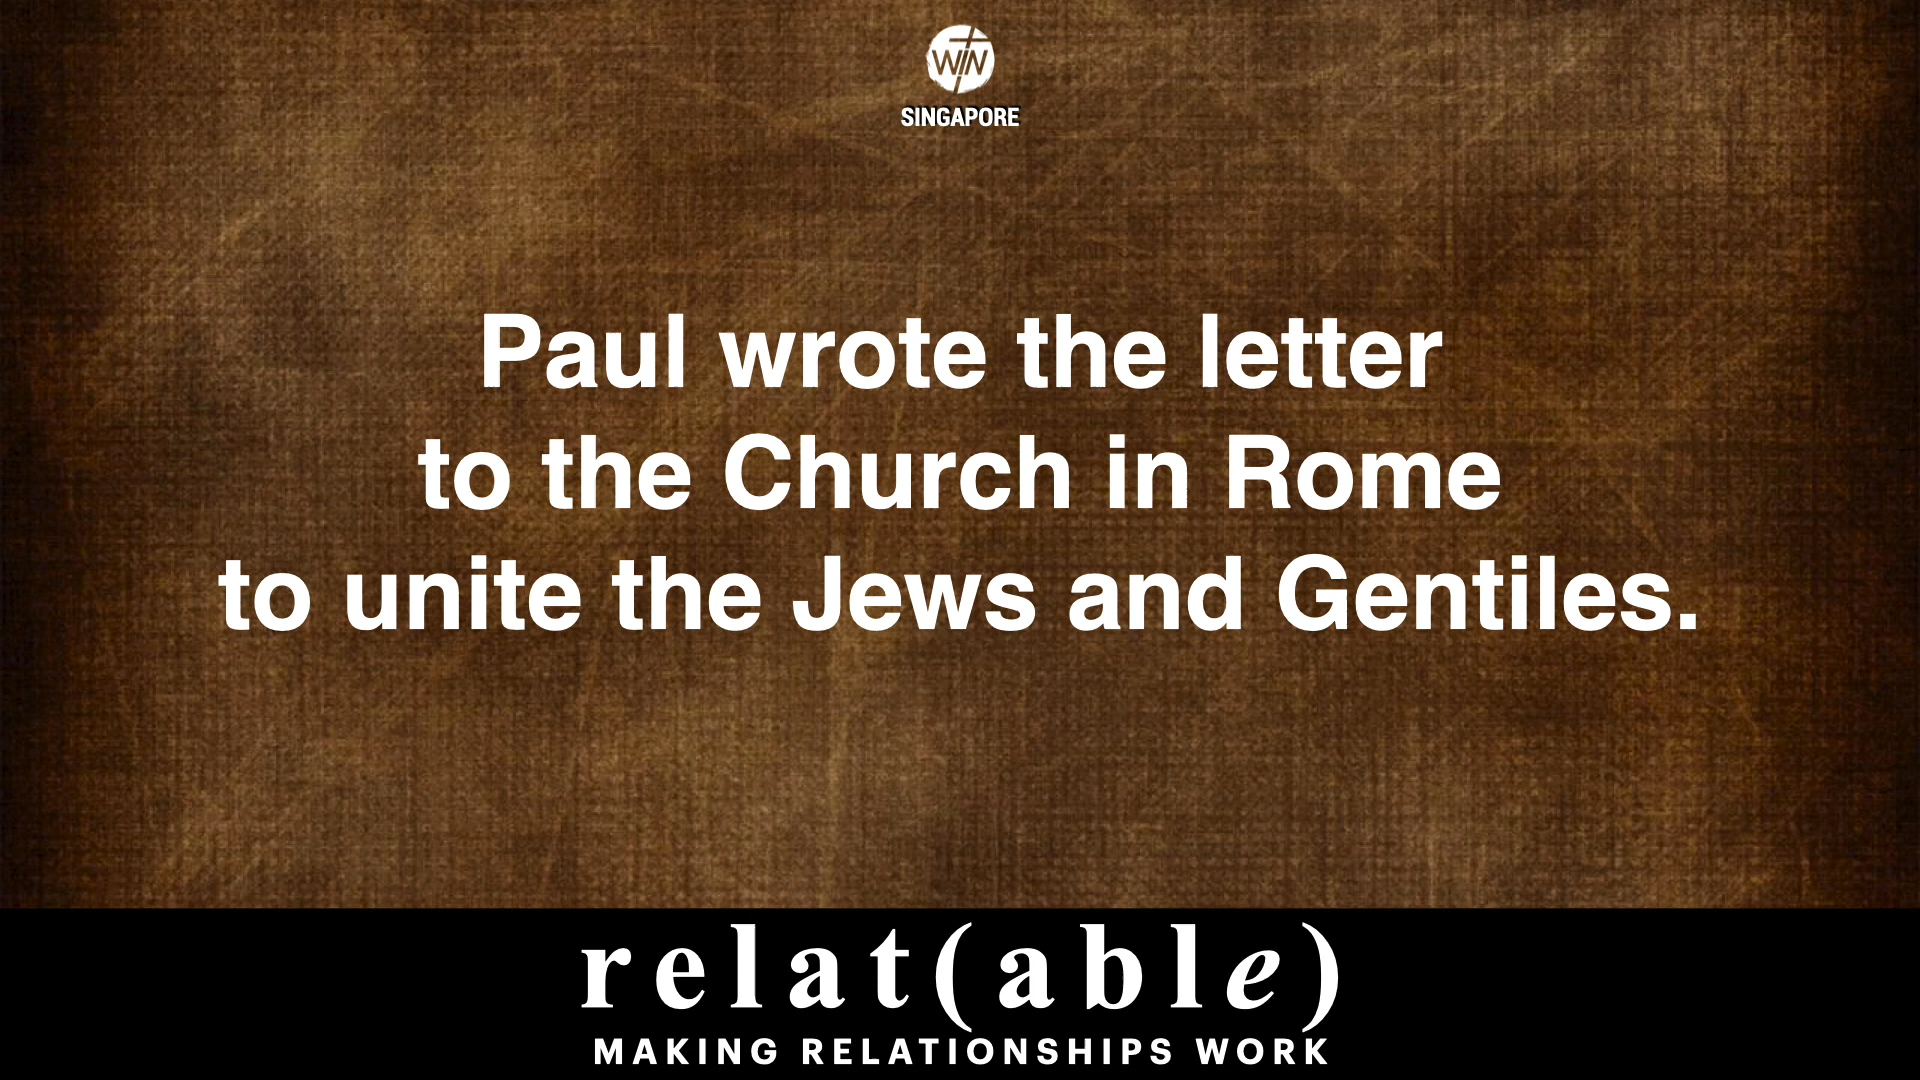 WIN
SINGAPORE
Paul wrote the letter
to the Church in Rome
to unite the Jews and Gentiles.
relat(able)
MAKING RELATIONSHIPS WORK